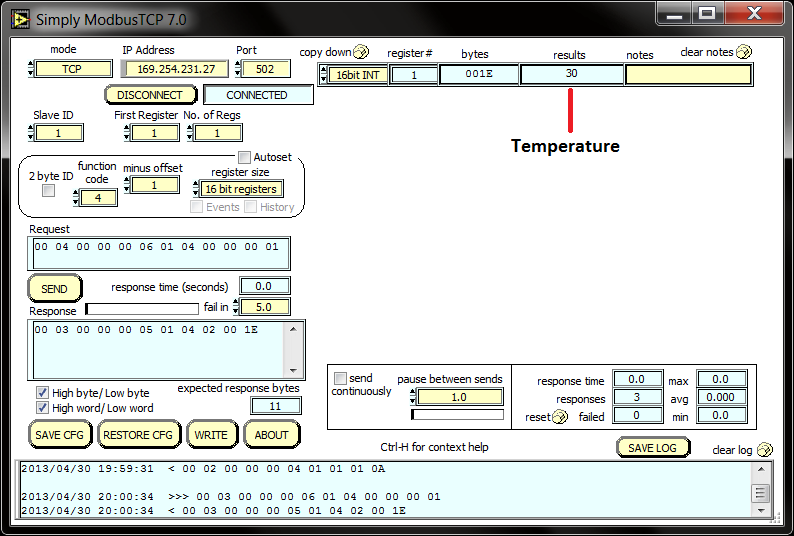 Simply ModbusTCP 7.0
mode IP Address Port copy down register# bytes results notes clear notes
TCP 169.254.231.27 502 16bit INT 1 001E 30
DISCONNECT CONNECTED
Temperature
Slave ID First Register No. of Regs
1 1 1
Autoset
2 byte ID function code minus offset register size
4 1 16 bit registers
Events History
Request
00 04 00 00 00 06 01 04 00 00 00 01
SEND response time (seconds) 0.0
Response fail in 5.0
00 03 00 00 00 05 01 04 02 00 1E
High byte/Low byte expected response bytes
High word/Low word 11
send continuously pause between sends
1.0
response time 0.0 max 0.0
responses 3 avg 0.000
reset failed 0 min 0.0
SAVE CFG RESTORE CFG WRITE ABOUT
Ctrl-H for context help SAVE LOG clear log
2013/04/30 19:59:31 < 00 02 00 00 00 04 01 01 01 0A
2013/04/30 20:00:34 >>> 00 03 00 00 00 06 01 04 00 00 00 01
2013/04/30 20:00:34 < 00 03 00 00 00 05 01 04 02 00 1E